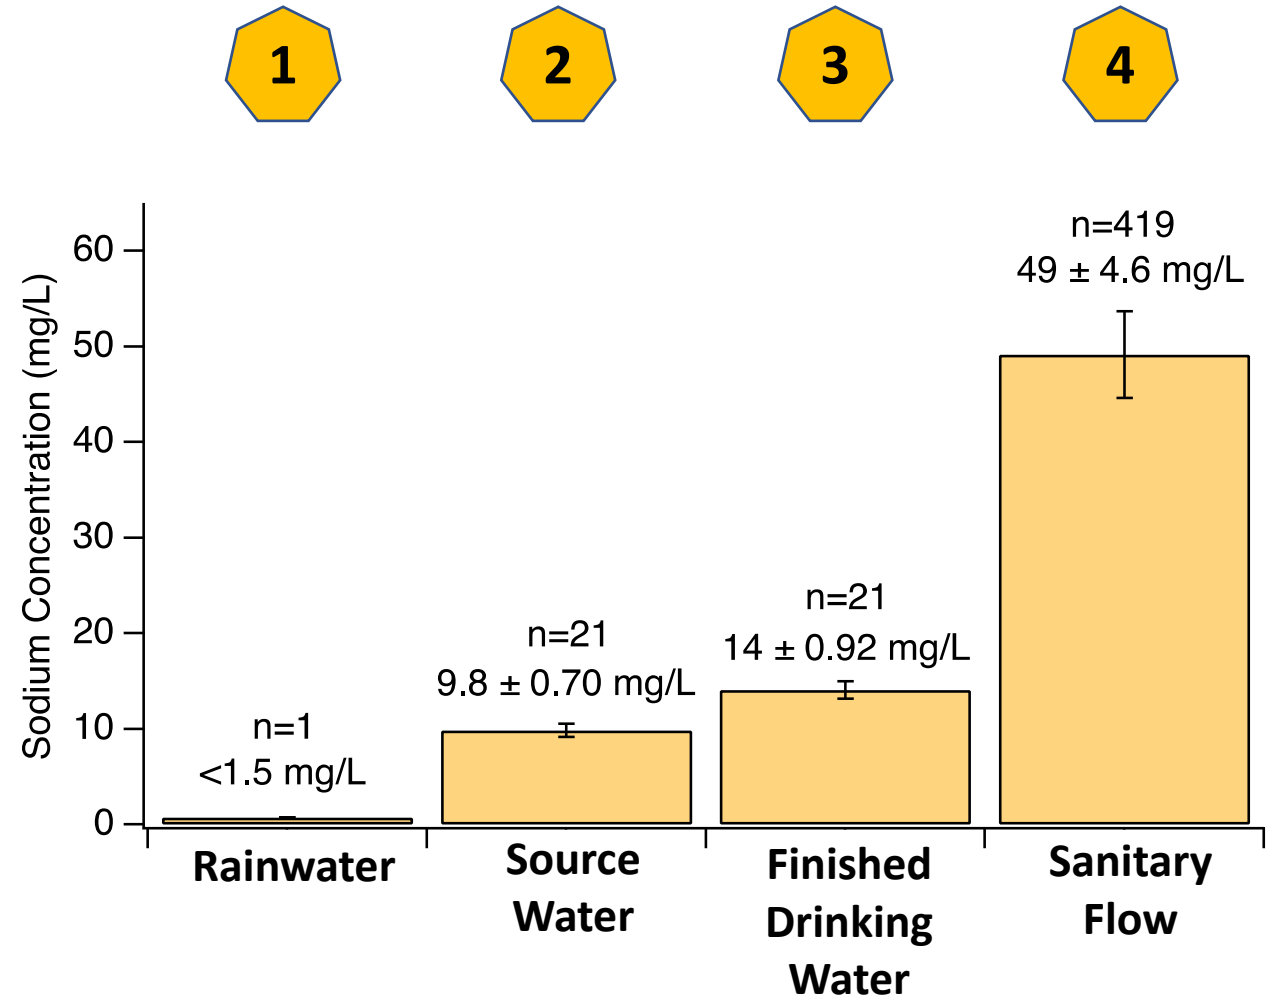 1
2
3
4
Sodium Concentration (mg/L)
60
50
40
30
20
10
0
n=1
<1.5 mg/L
n=21
9.8 ± 0.70 mg/L
n=21
14 ± 0.92 mg/L
n=419
49 ± 4.6 mg/L
Rainwater
Source
Water
Finished
Drinking
Water
Sanitary
Flow